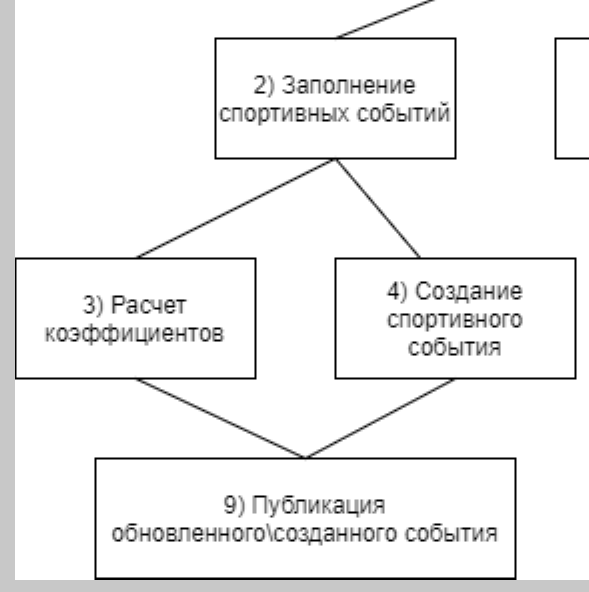 2) Заполнение
спортивных событий
3) Расчет
коэффициентов
4) Создание
спортивного
события
9) Публикация
обновленного\созданного события